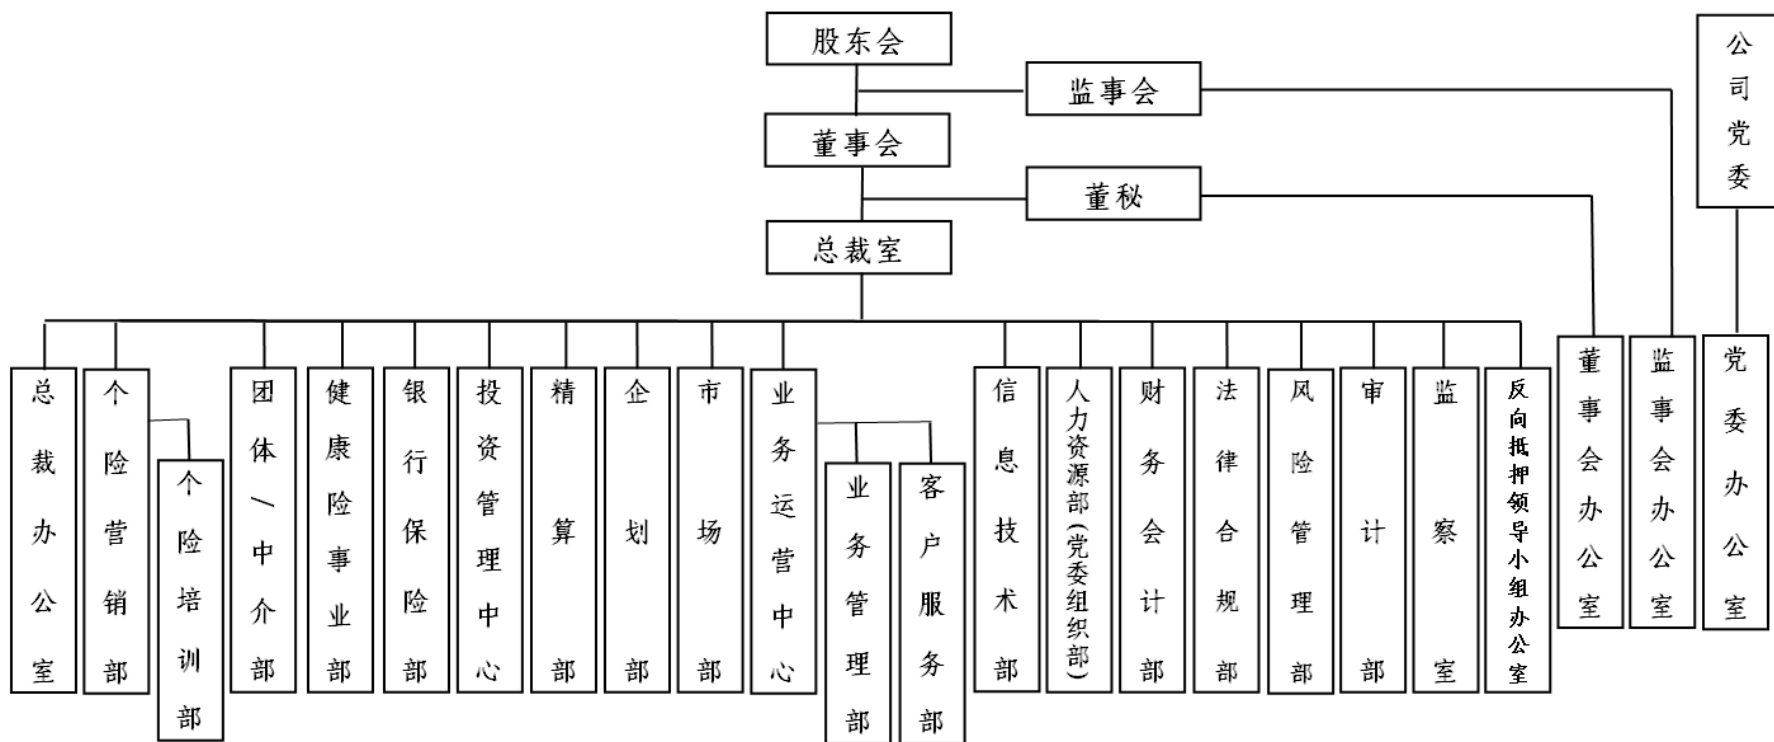 股东会
监事会
董事会
董秘
总裁室
公司党委
总裁办公室
个险营销部
个险培训部
团体/中介部
健康险事业部
银行保险部
投资管理中心
精算部
企划部
市场部
业务运营中心
业务管理部
客户服务部
信息技术部
人力资源部(党委组织部)
财务会计部
法律合规部
风险管理部
审计部
监察室
反向抵押领导小组办公室
董事会办公室
监事会办公室
党委办公室